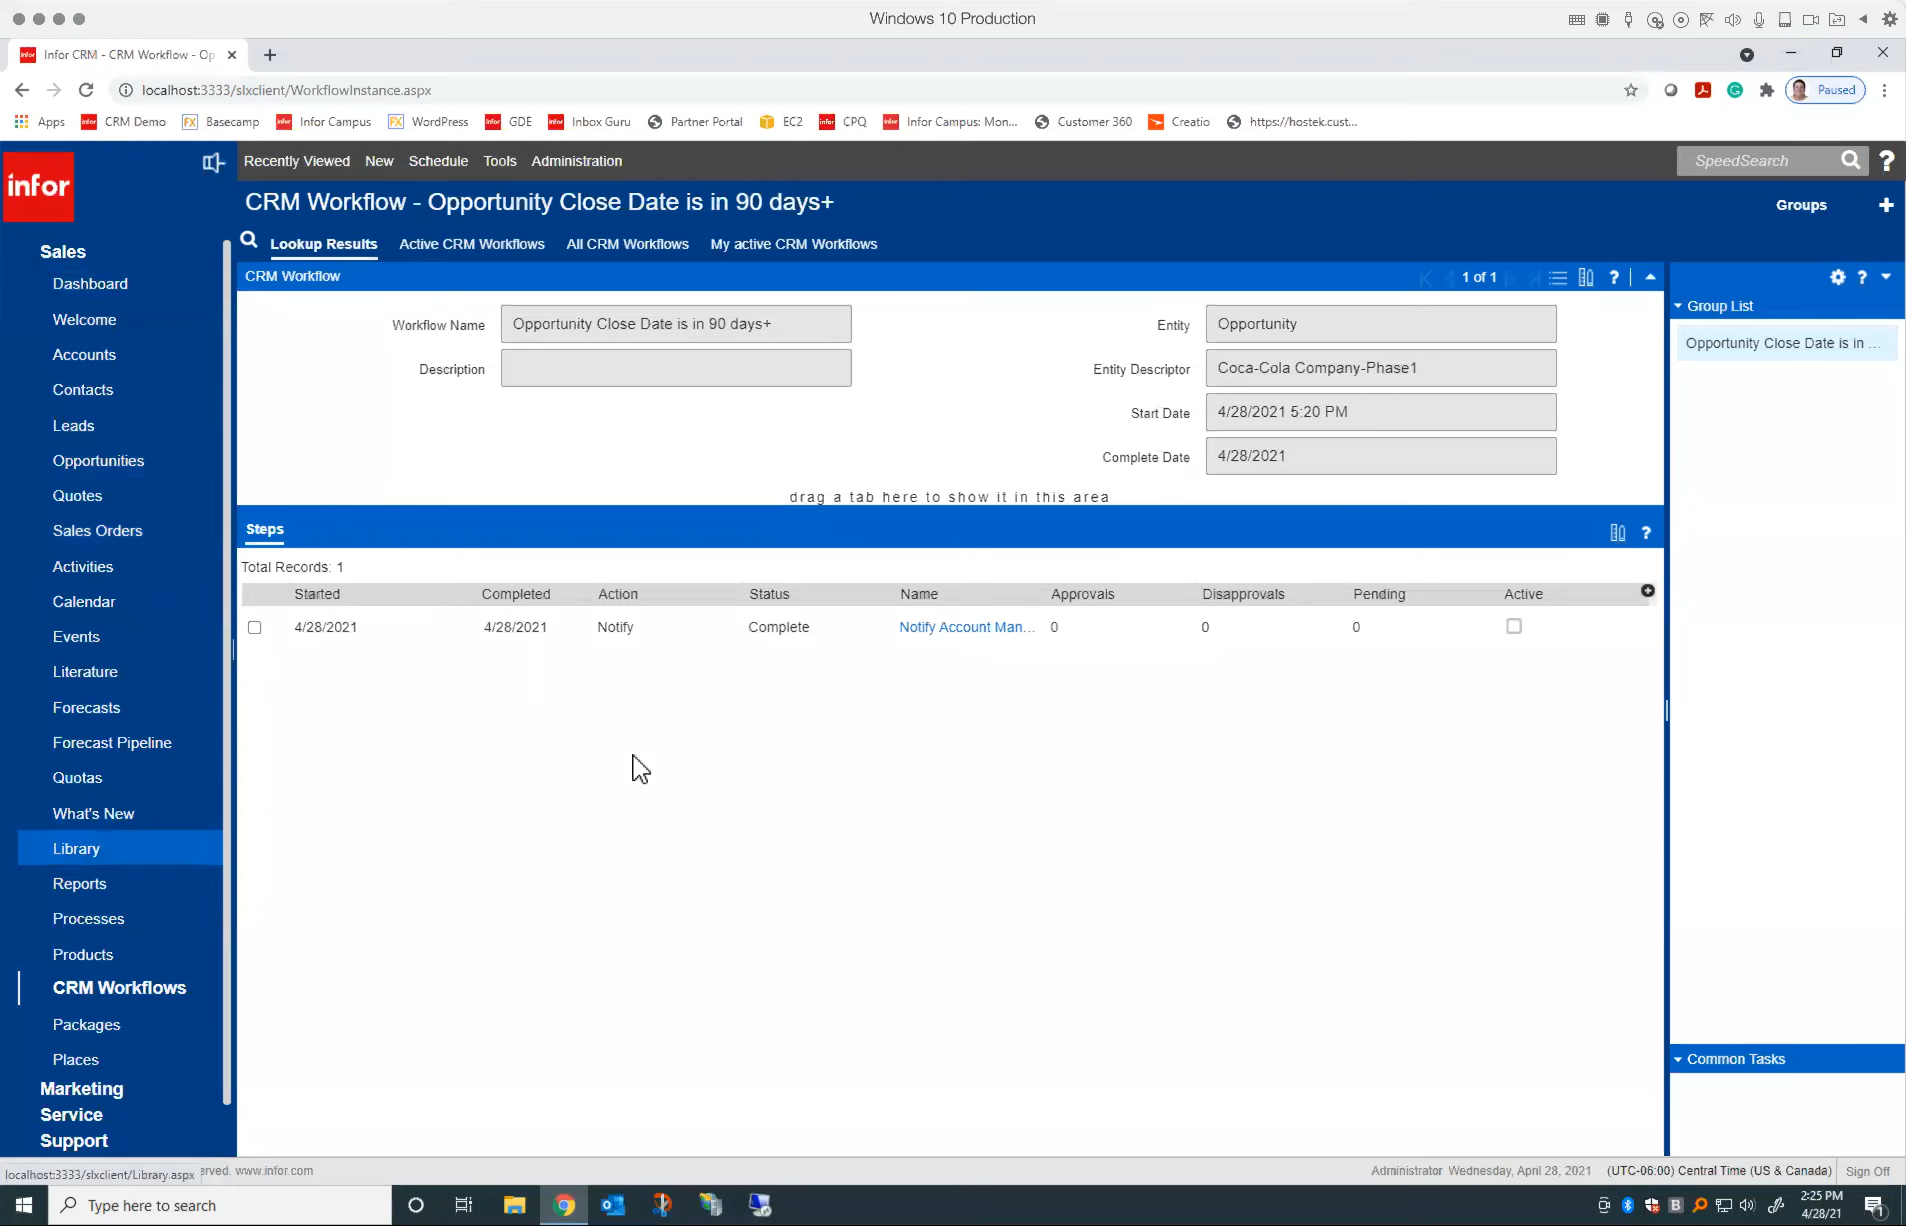 Windows 10 Production
Infor CRM - CRM Workflow - Op
localhost:3333/slxclient/WorkflowInstance.aspx
Paused
Apps
CRM Demo
Basecamp
Infor Campus
WordPress
GDE
Inbox Guru
Partner Portal
EC2
CPQ
Infor Campus: Mon...
Customer 360
Creatio
https://hostek.cust...
infor
Recently Viewed
New
Schedule
Tools
Administration
SpeedSearch
?
CRM Workflow - Opportunity Close Date is in 90 days+
Groups
Lookup Results
Active CRM Workflows
All CRM Workflows
My active CRM Workflows
Sales
Dashboard
Welcome
Accounts
Contacts
Leads
Opportunities
Quotes
Sales Orders
Activities
Calendar
Events
Literature
Forecasts
Forecast Pipeline
Quotas
What's New
Library
Reports
Processes
Products
CRM Workflows
Packages
Places
Marketing
Service
Support
CRM Workflow
1 of 1
?
Workflow Name
Opportunity Close Date is in 90 days+
Description
Entity
Opportunity
Entity Descriptor
Coca-Cola Company-Phase1
Start Date
4/28/2021 5:20 PM
Complete Date
4/28/2021
drag a tab here to show it in this area
Steps
?
Total Records: 1
Started Completed Action Status Name Approvals Disapprovals Pending Active
4/28/2021 4/28/2021 Notify Complete Notify Account Man... 0 0 0
?
Group List
Opportunity Close Date is in ...
Common Tasks
localhost:3333/slxclient/Library.aspx
erved. www.infor.com
Administrator Wednesday, April 28, 2021
(UTC-06:00) Central Time (US & Canada)
Sign Off
Type here to search
2:25 PM
4/28/21
1